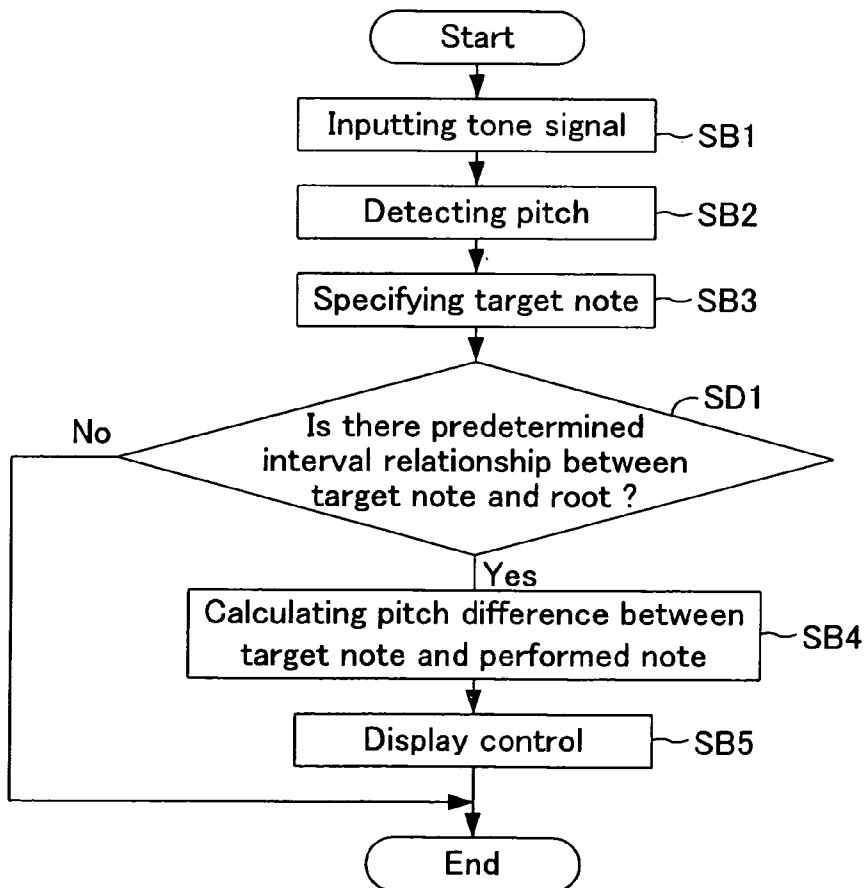 Start
Inputting tone signal
SB1
Detecting pitch
SB2
Specifying target note
SB3
SD1
No
Is there predetermined
interval relationship between
target note and root ?
Yes
Calculating pitch difference between
target note and performed note
SB4
Display control
SB5
End